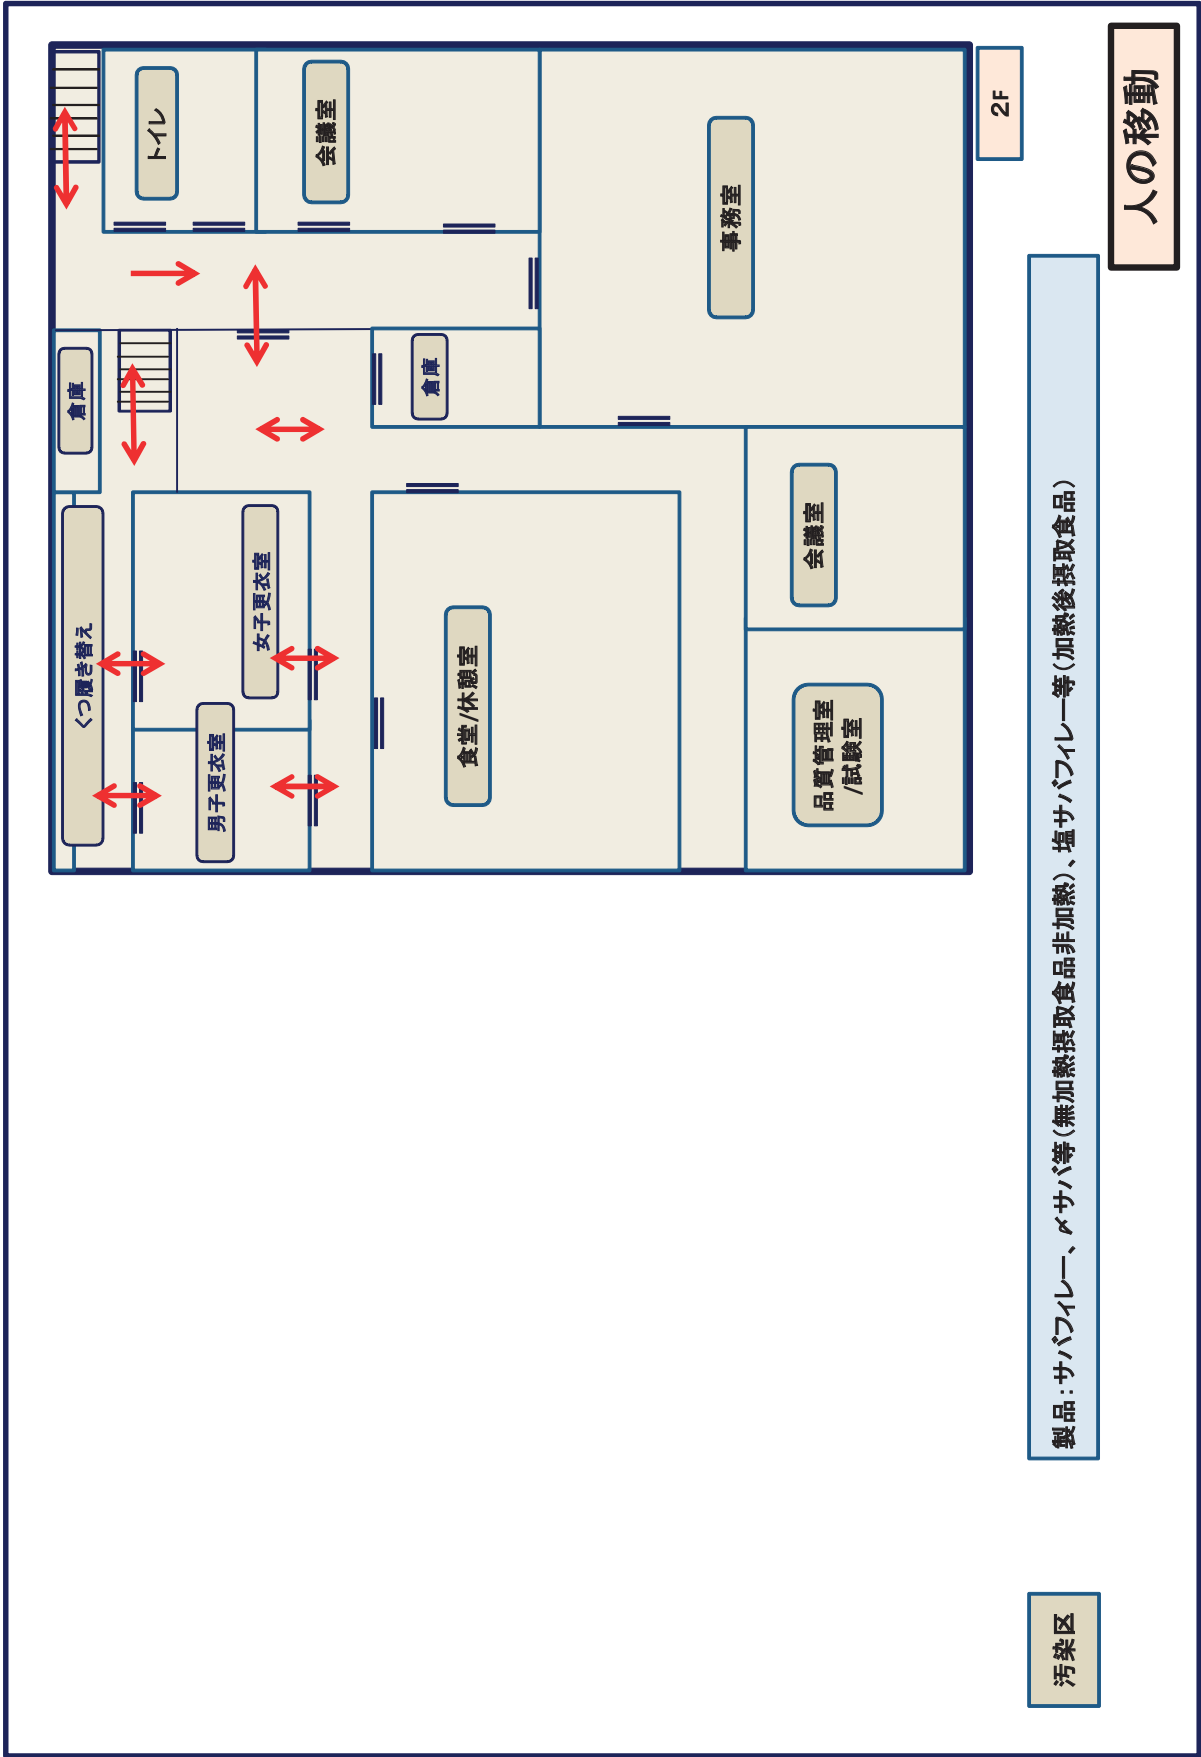 人の移動
製品：サバフィレー、〆サバ等（無加熱摂取食品非加熱）、塩サバフィレー等（加熱後摂取食品）
汚染区
2F
トイレ
会議室
事務室
倉庫
倉庫
くつ履き替え
女子更衣室
男子更衣室
食堂/休憩室
会議室
品質管理室
/試験室